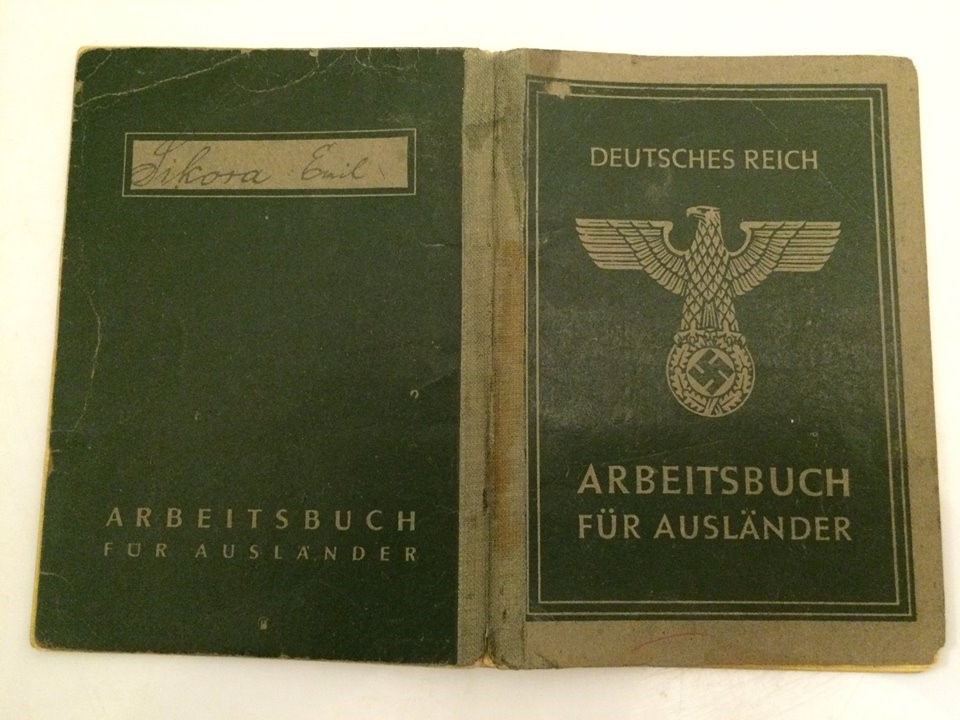 Sikora Emil
ARBEITSBUCH
FÜR AUSLÄNDER
DEUTSCHES REICH
ARBEITSBUCH
FÜR AUSLÄNDER